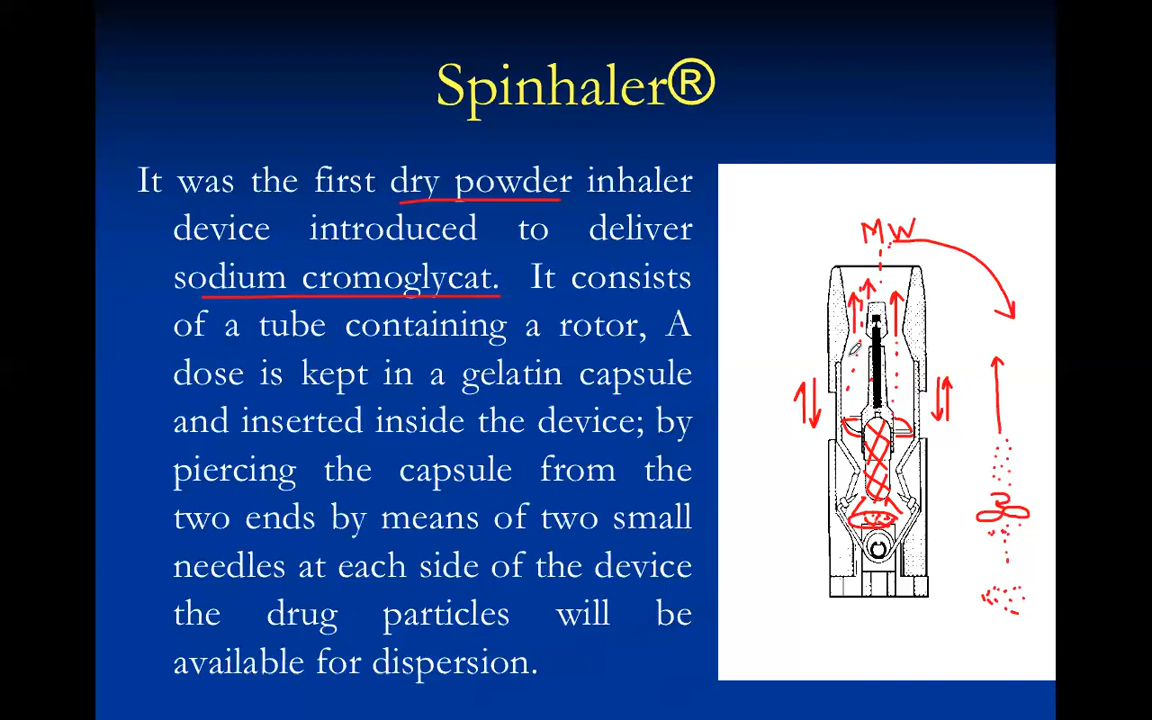 Spinhaler®
It was the first dry powder inhaler
device introduced to deliver
sodium cromoglycat. It consists
of a tube containing a rotor, A
dose is kept in a gelatin capsule
and inserted inside the device; by
piercing the capsule from the
two ends by means of two small
needles at each side of the device
the drug particles will be
available for dispersion.
MW